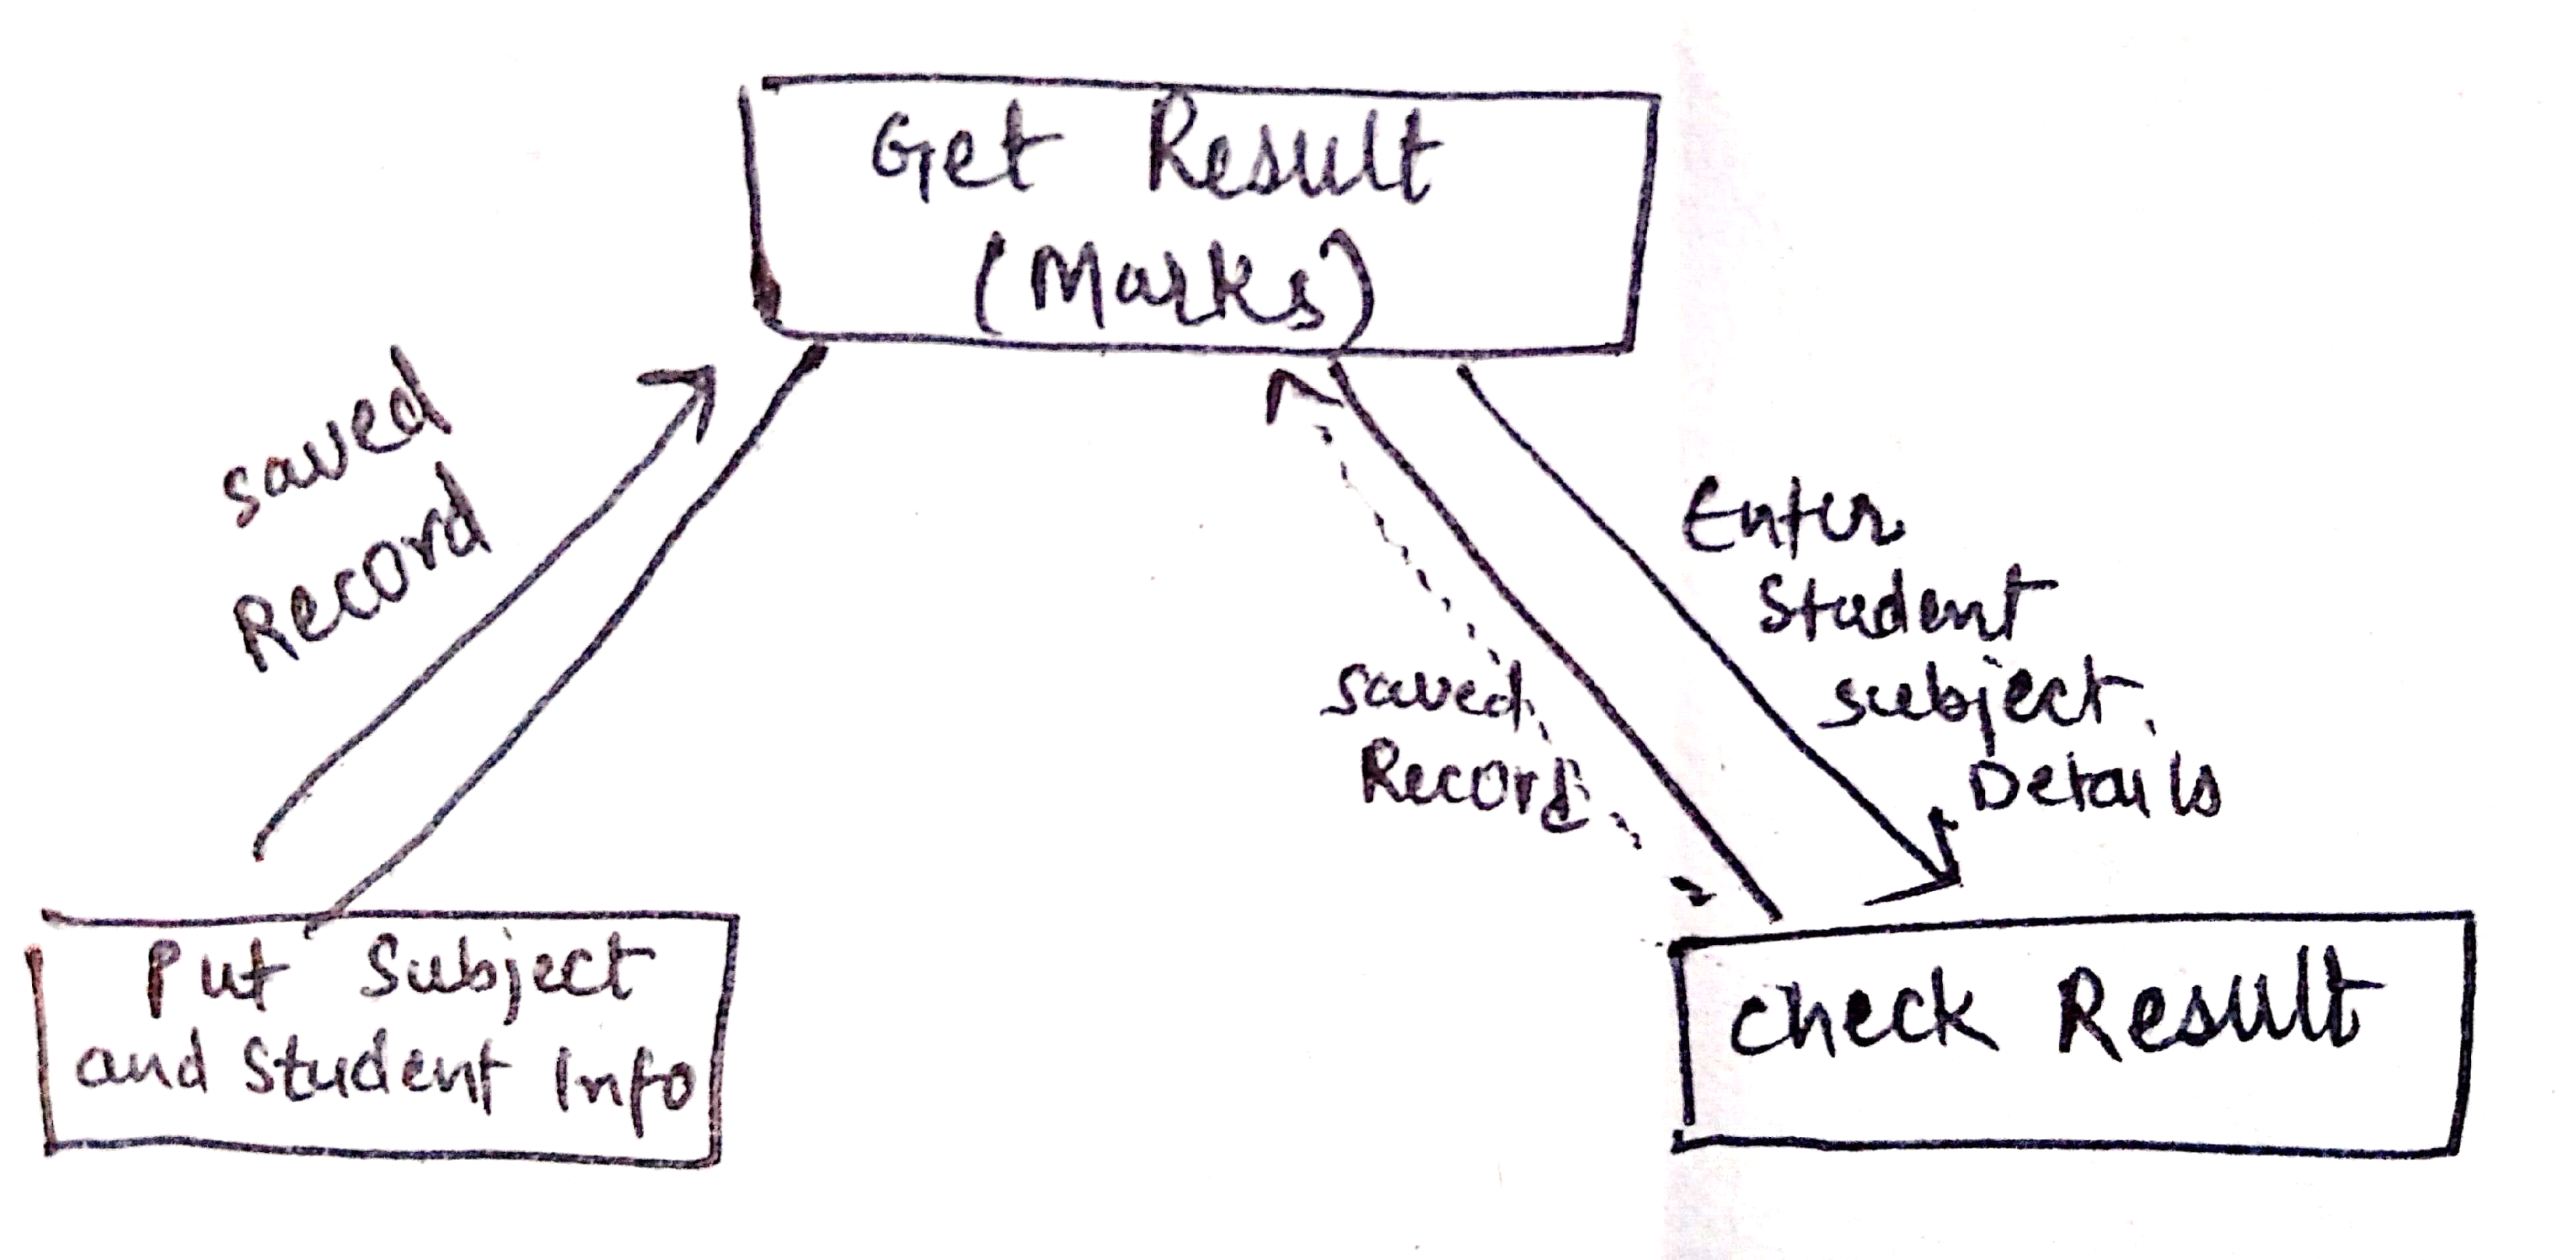 Get Result
(Marks)
saved
Record
Enter
Student
subject
Details
saved
Record
Put Subject
and Student Info
check Result